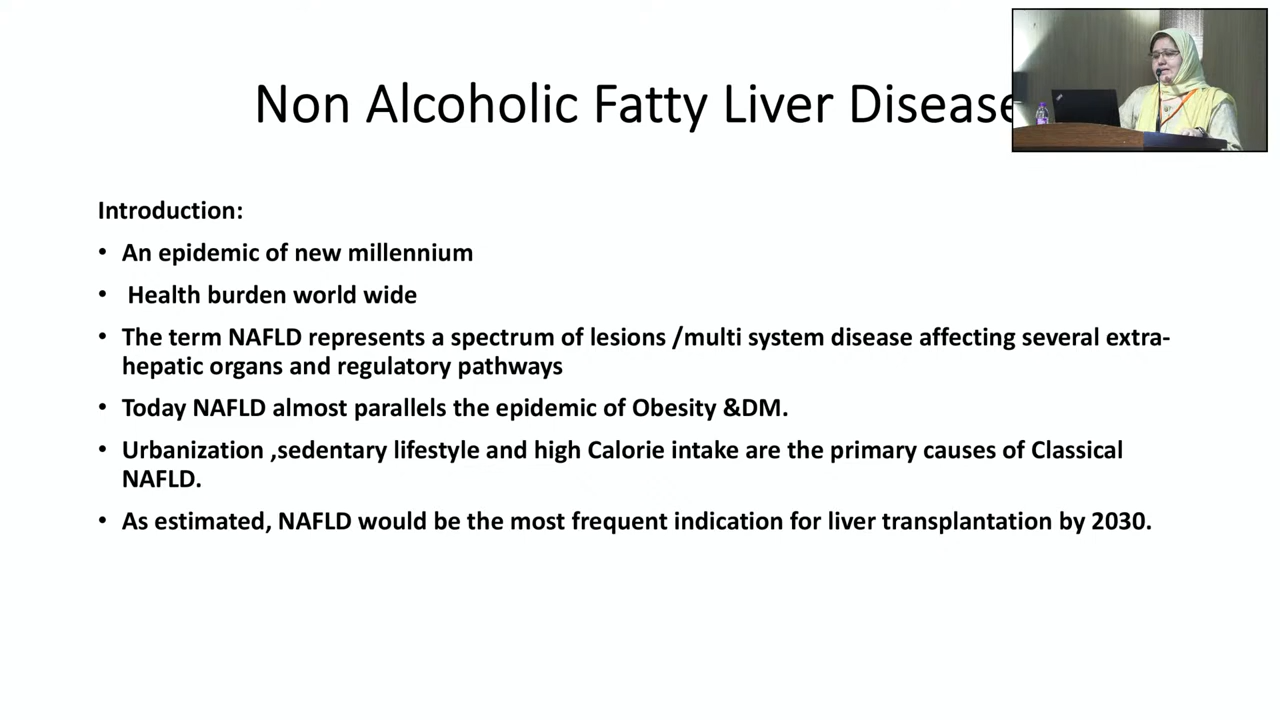 Non Alcoholic Fatty Liver Disease
Introduction:
• An epidemic of new millennium
• Health burden world wide
• The term NAFLD represents a spectrum of lesions /multi system disease affecting several extra-
hepatic organs and regulatory pathways
• Today NAFLD almost parallels the epidemic of Obesity &DM.
• Urbanization ,sedentary lifestyle and high Calorie intake are the primary causes of Classical
NAFLD.
• As estimated, NAFLD would be the most frequent indication for liver transplantation by 2030.